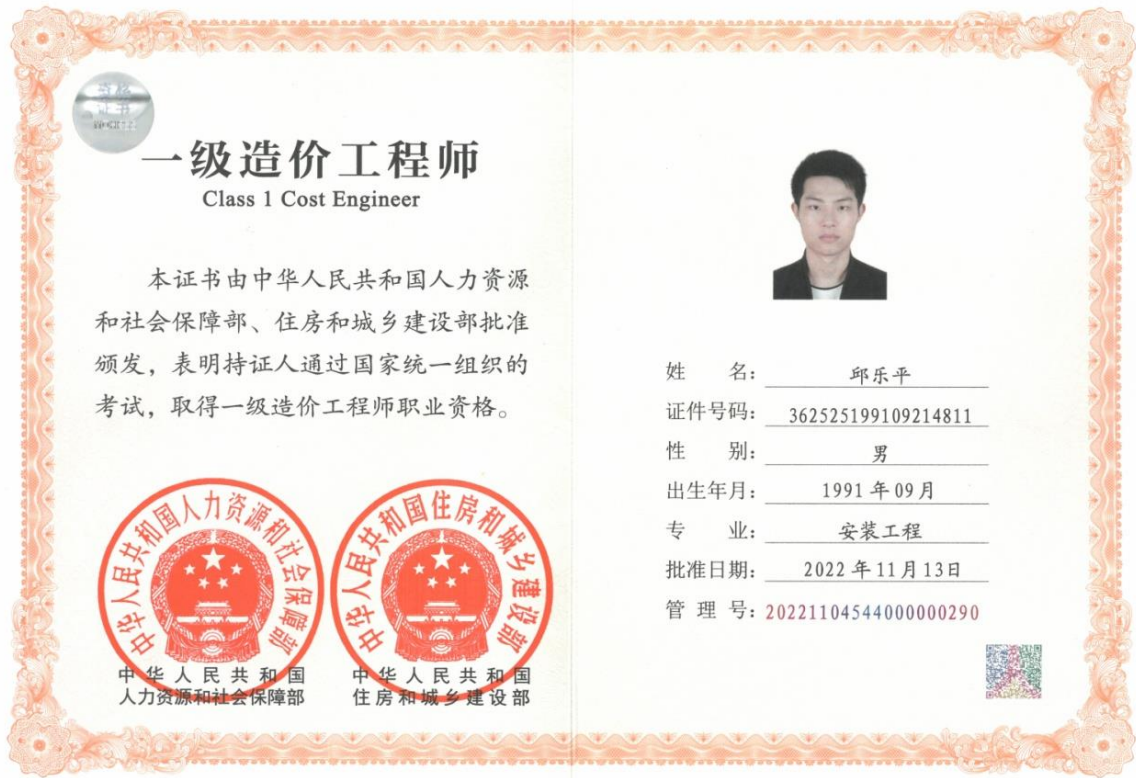 资格
证书
一级造价工程师
Class 1 Cost Engineer
本证书由中华人民共和国人力资源
和社会保障部、住房和城乡建设部批准
颁发，表明持证人通过国家统一组织的
考试，取得一级造价工程师职业资格。
中华人民共和国人力资源和社会保障部
中华人民共和国住房和城乡建设部
中华人民共和国
人力资源和社会保障部
中华人民共和国
住房和城乡建设部
姓名：邱乐平
证件号码：362525199109214811
性别：男
出生年月：1991年09月
专业：安装工程
批准日期：2022年11月13日
管理号：20221104544000000290